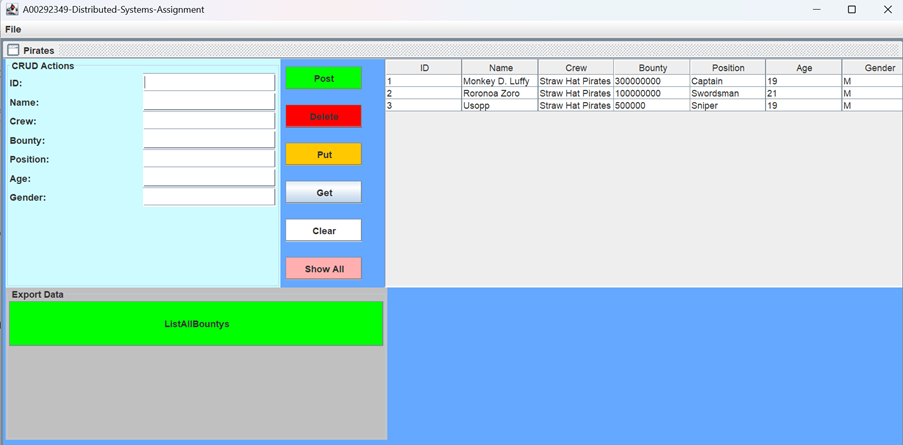 A00292349-Distributed-Systems-Assignment
File
Pirates
CRUD Actions
ID:
Name:
Crew:
Bounty:
Position:
Age:
Gender:
Post
Delete
Put
Get
Clear
Show All
ID Name Crew Bounty Position Age Gender
1 Monkey D. Luffy Straw Hat Pirates 300000000 Captain 19 M
2 Roronoa Zoro Straw Hat Pirates 100000000 Swordsman 21 M
3 Usopp Straw Hat Pirates 500000 Sniper 19 M
Export Data
ListAllBountys